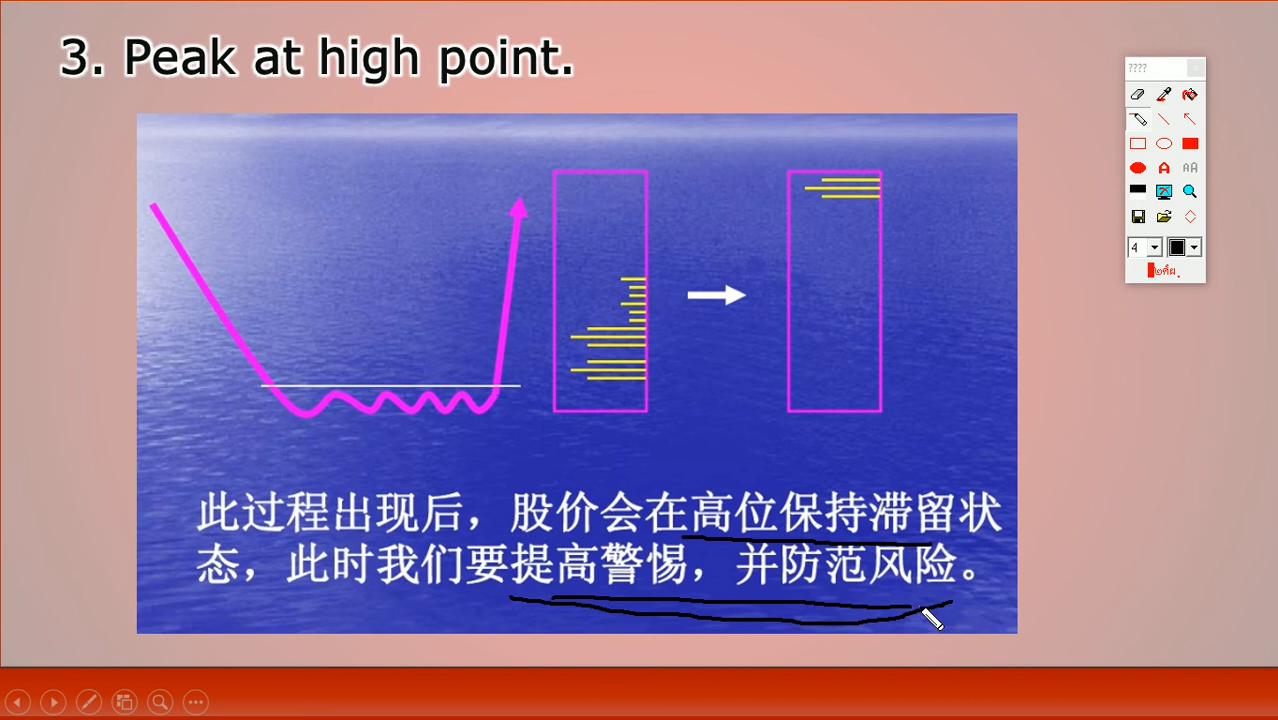 3. Peak at high point.
????
A AA
4
此过程出现后，股价会在高位保持滞留状
态，此时我们要提高警惕，并防范风险。